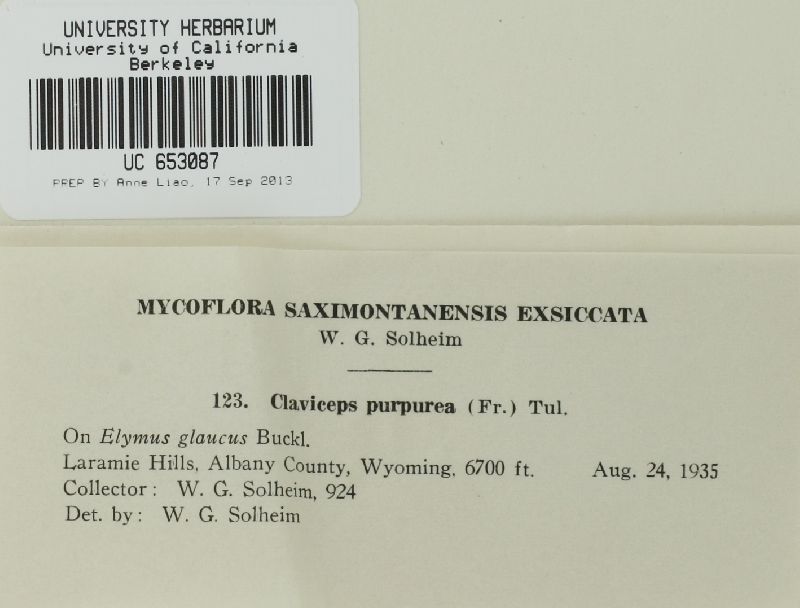 UNIVERSITY HERBARIUM
University of California
Berkeley
UC 653087
PREP BY Anne Liao, 17 Sep 2013
MYCOFLORA SAXIMONTANENSIS EXSICCATA
W. G. Solheim
123. Claviceps purpurea (Fr.) Tul.
On Elymus glaucus Buckl.
Laramie Hills, Albany County, Wyoming, 6700 ft. Aug. 24, 1935
Collector: W. G. Solheim, 924
Det. by: W. G. Solheim